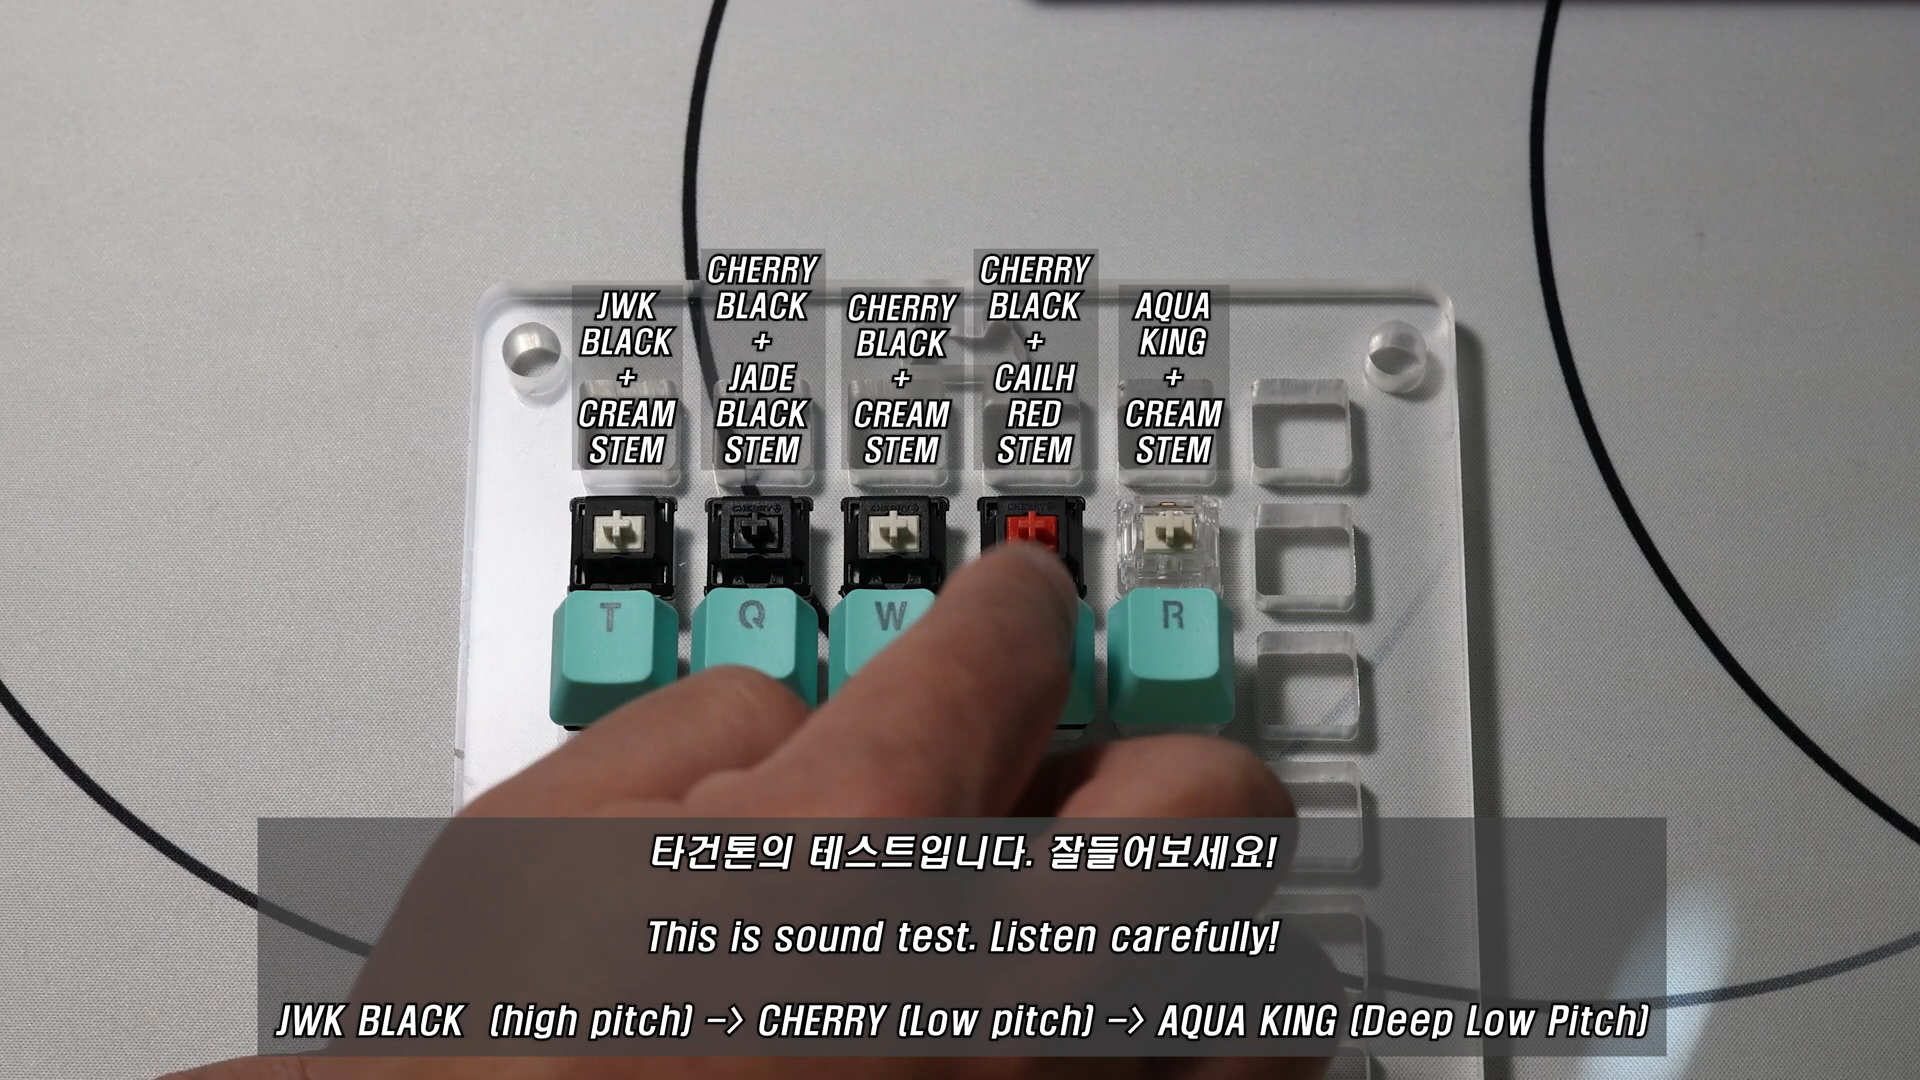 JWK
BLACK
+
CREAM
STEM
CHERRY
BLACK
+
JADE
BLACK
STEM
CHERRY
BLACK
+
CREAM
STEM
CHERRY
BLACK
+
CAILH
RED
STEM
AQUA
KING
+
CREAM
STEM
T
Q
W
R
타건톤의 테스트입니다. 잘들어보세요!
This is sound test. Listen carefully!
JWK BLACK (high pitch) –> CHERRY (Low pitch) –> AQUA KING (Deep Low Pitch)